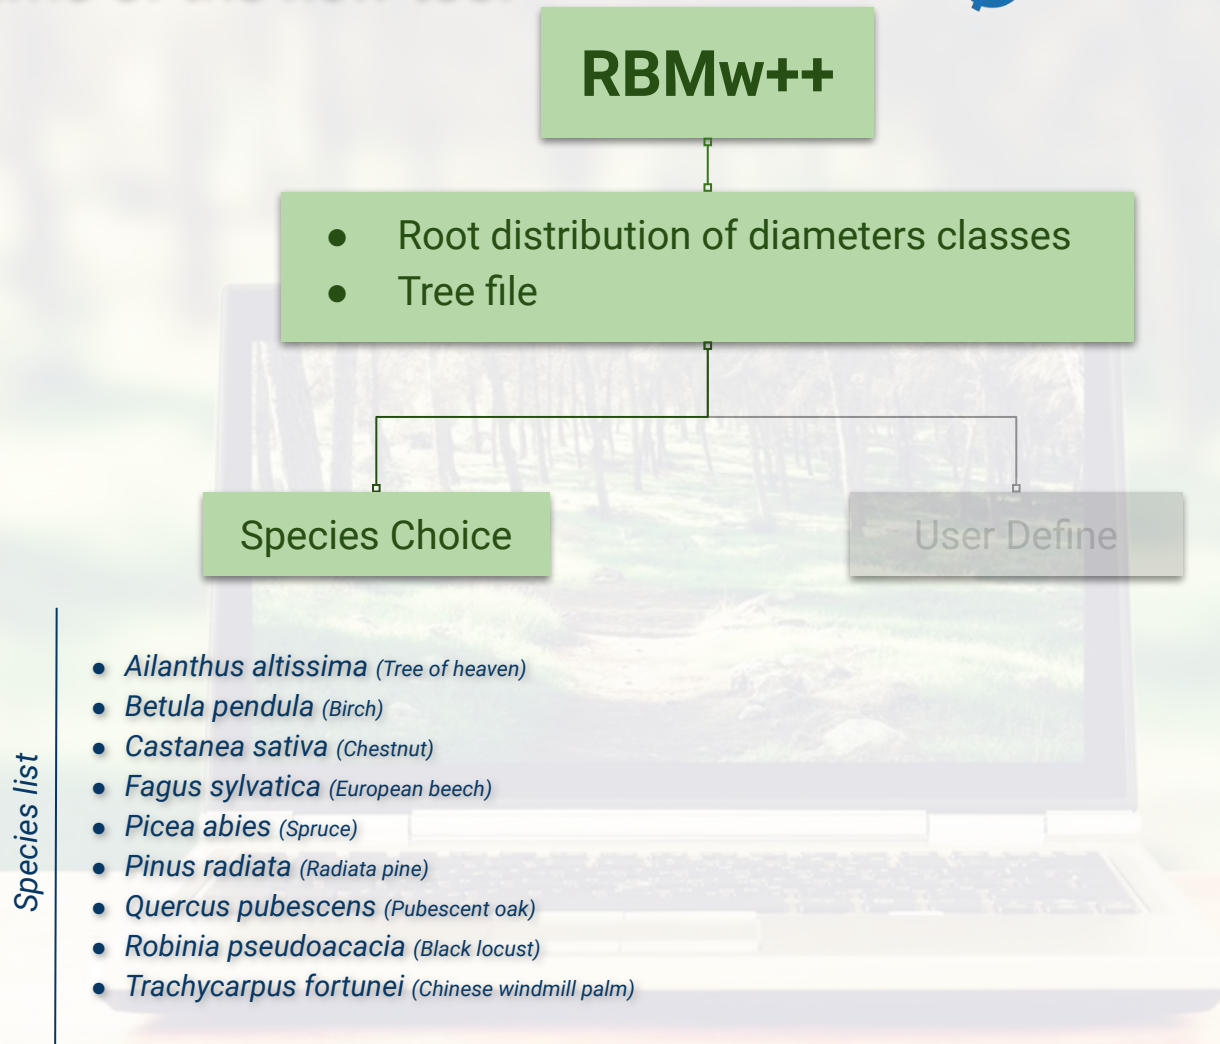 RBMw++
● Root distribution of diameters classes
● Tree file
Species Choice
User Define
Species list
● Ailanthus altissima (Tree of heaven)
● Betula pendula (Birch)
● Castanea sativa (Chestnut)
● Fagus sylvatica (European beech)
● Picea abies (Spruce)
● Pinus radiata (Radiata pine)
● Quercus pubescens (Pubescent oak)
● Robinia pseudoacacia (Black locust)
● Trachycarpus fortunei (Chinese windmill palm)